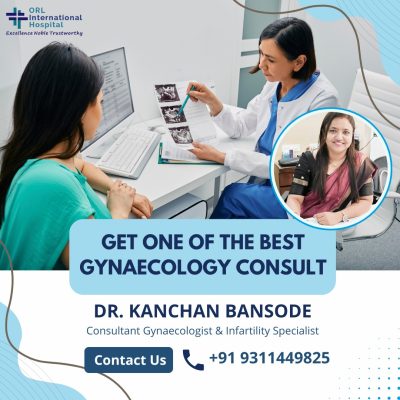 ORL
International
Hospital
Excellence Noble Trustworthy
GET ONE OF THE BEST
GYNAECOLOGY CONSULT
DR. KANCHAN BANSODE
Consultant Gynaecologist & Infartility Specialist
Contact Us
+91 9311449825